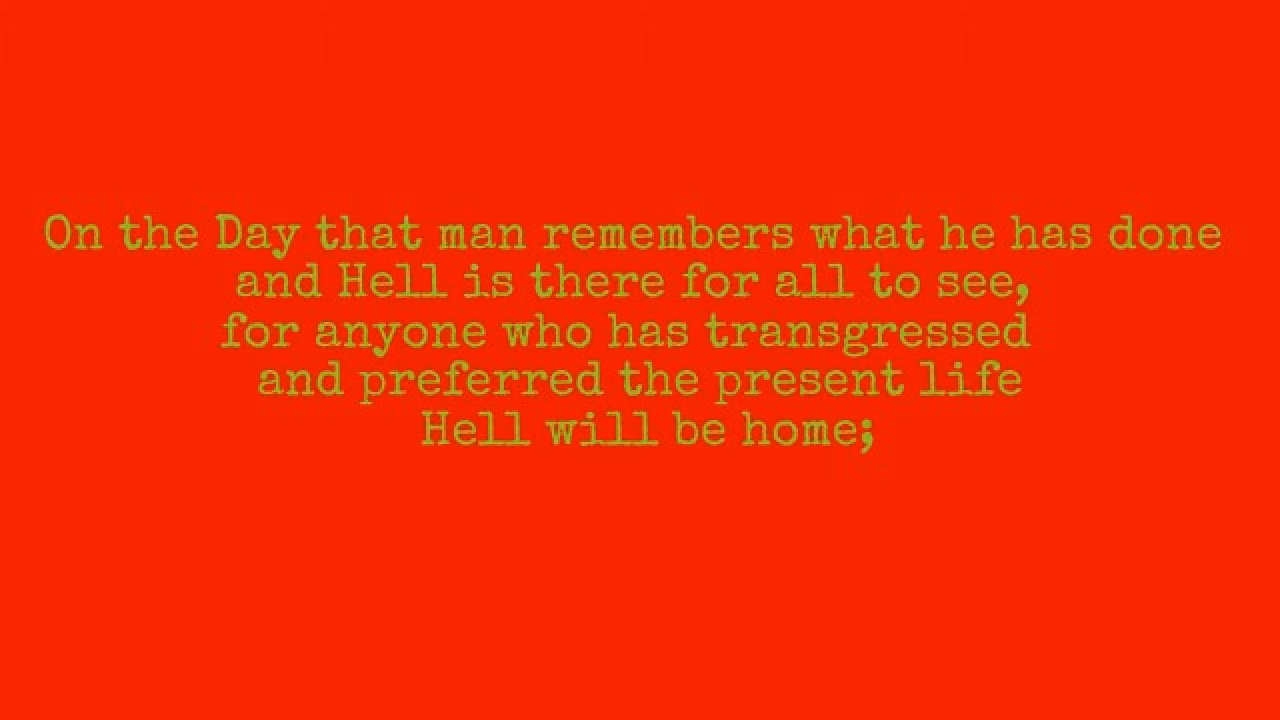 On the Day that man remembers what he has done
and Hell is there for all to see,
for anyone who has transgressed
and preferred the present life
Hell will be home;